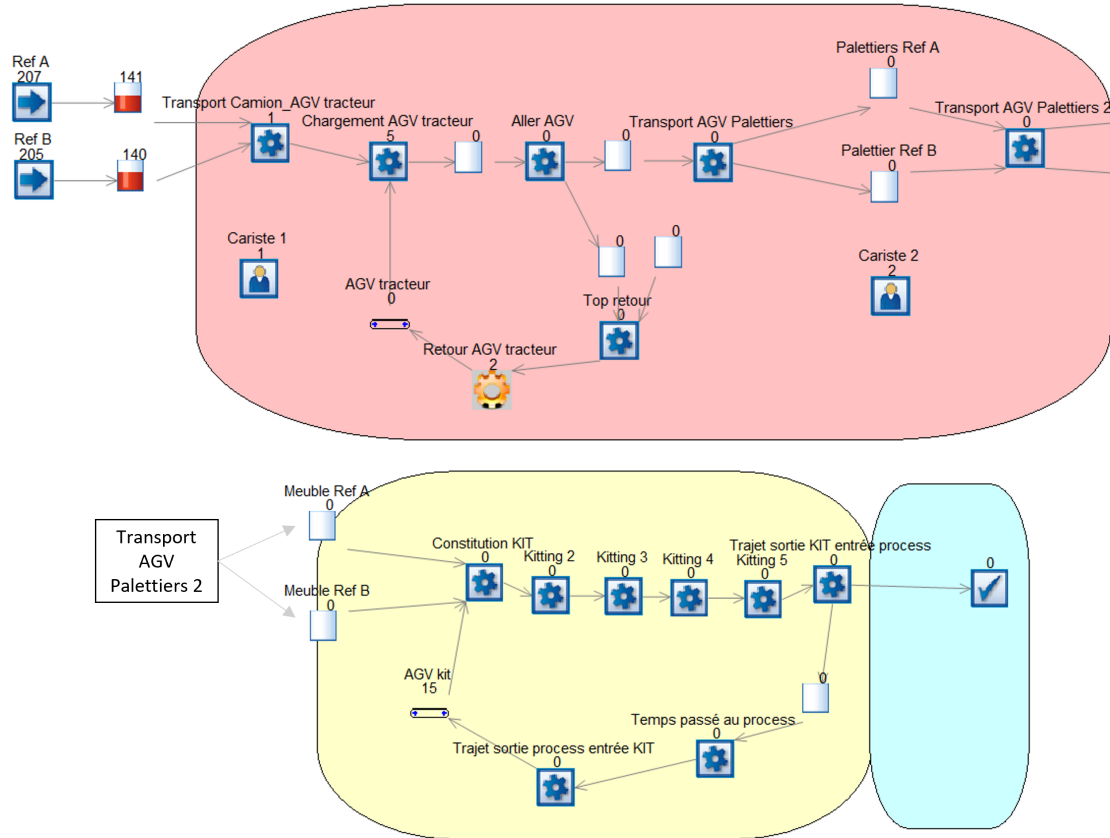 Ref A
207
141
Ref B
205
140
Transport Camion_AGV tracteur
1
Chargement AGV tracteur
5
0
Aller AGV
0
0
Transport AGV Palettiers
0
Palettiers Ref A
0
Palettier Ref B
0
Transport AGV Palettiers 2
0
Cariste 1
1
AGV tracteur
0
0
0
Top retour
0
Retour AGV tracteur
2
Cariste 2
2
Transport
AGV
Palettiers 2
Meuble Ref A
0
Meuble Ref B
0
Constitution KIT
0
Kitting 2
0
Kitting 3
0
Kitting 4
0
Kitting 5
0
Trajet sortie KIT entrée process
0
0
AGV kit
15
0
Temps passé au process
0
Trajet sortie process entrée KIT
0